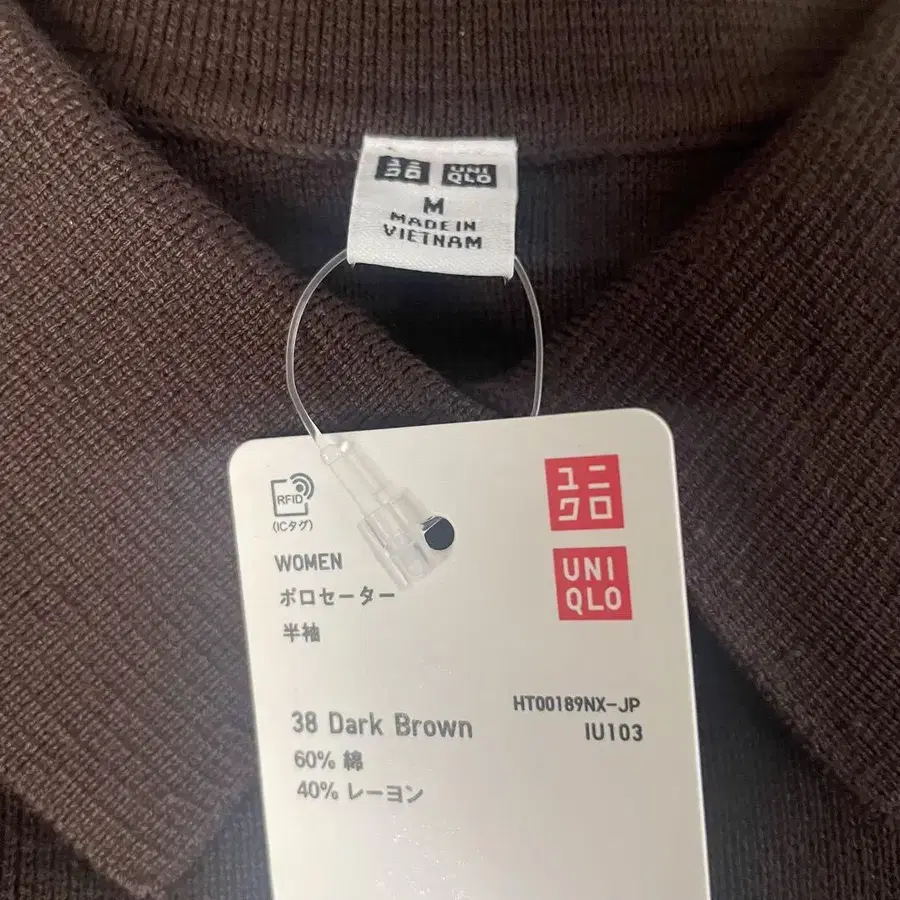 ユニ
クロ
UNI
QLO
M
MADE IN
VIETNAM
RFID
(ICタグ)
ユニ
クロ
UNI
QLO
WOMEN
ポロセーター
半袖
HT00189NX-JP
IU103
38 Dark Brown
60% 綿
40% レーヨン